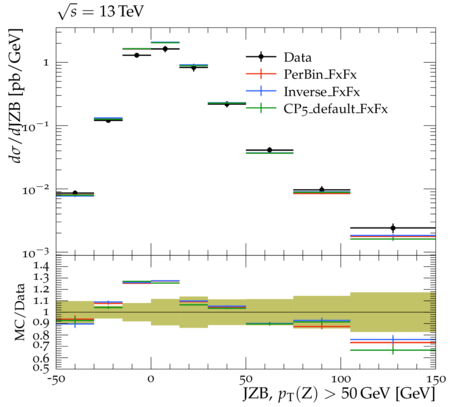 √s = 13 TeV
dσ/dJZB [pb/GeV]
1
10⁻¹
10⁻²
10⁻³
Data
PerBin_FxFx
Inverse_FxFx
CP5_default_FxFx
MC/Data
1.4
1.3
1.2
1.1
1
0.9
0.8
0.7
0.6
0.5
-50 0 50 100 150
JZB, pT(Z) > 50 GeV [GeV]